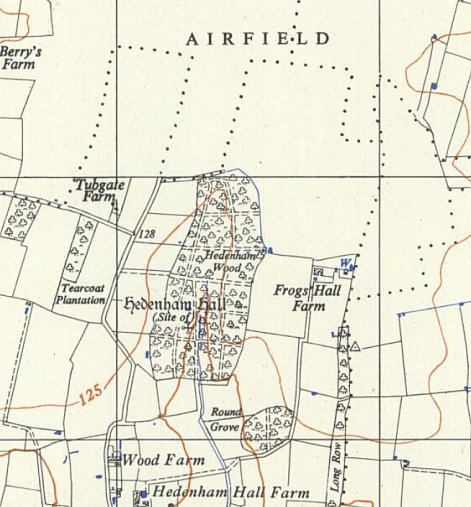 AIRFIELD
Berry's
Farm
Tubgate
Farm
128
Hedenham
Wood
W
Tearcoat
Plantation
Frogs' Hall
Farm
Hedenham Hall
(Site of)
125
Round
Grove
Long Row
Wood Farm
Hedenham Hall Farm